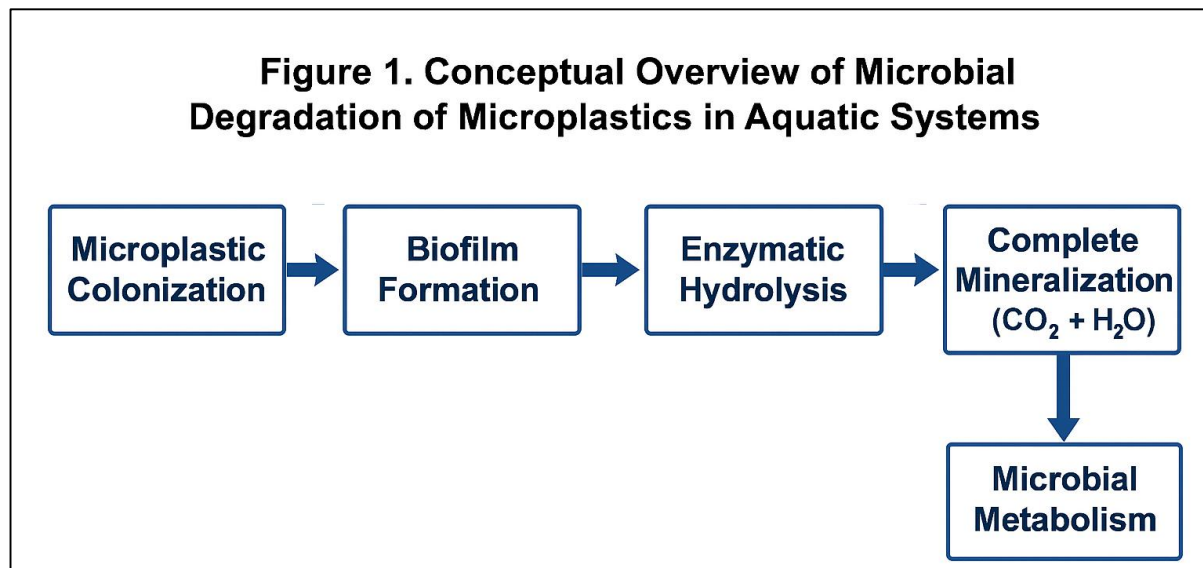 Figure 1. Conceptual Overview of Microbial
Degradation of Microplastics in Aquatic Systems
Microplastic
Colonization
Biofilm
Formation
Enzymatic
Hydrolysis
Complete
Mineralization
(CO₂ + H₂O)
Microbial
Metabolism